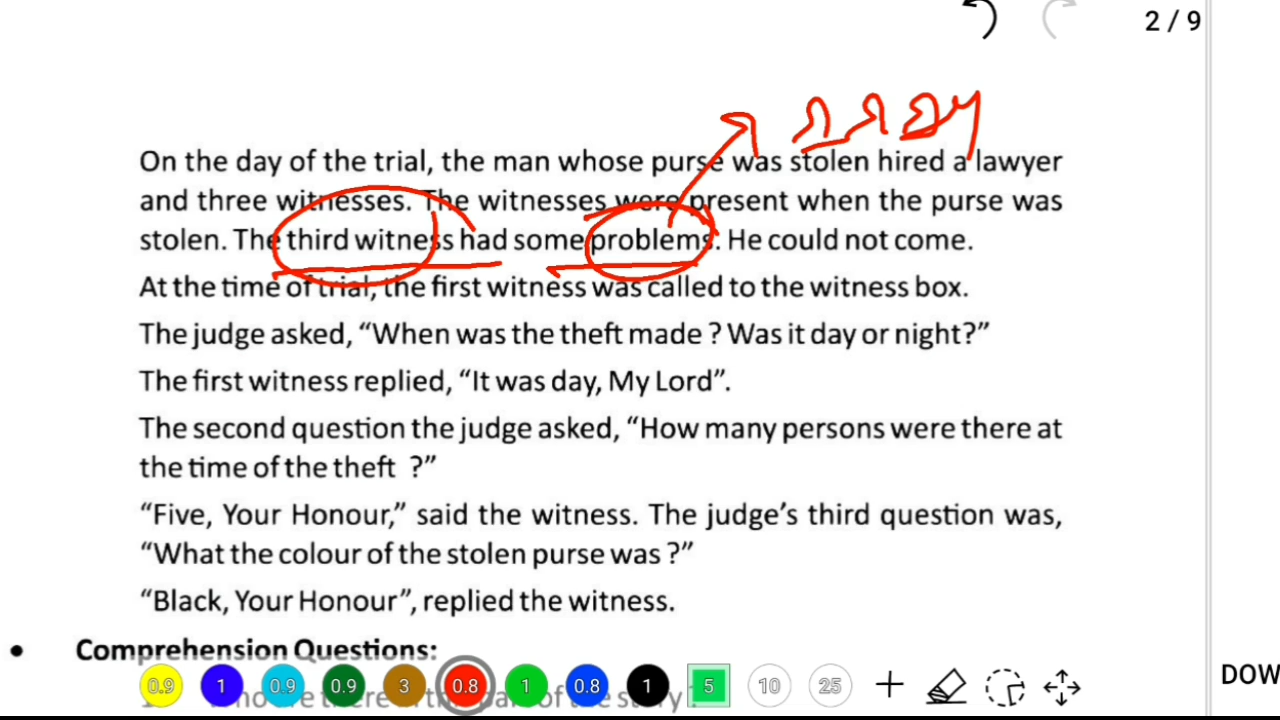 2 / 9
On the day of the trial, the man whose purse was stolen hired a lawyer
and three witnesses. The witnesses were present when the purse was
stolen. The third witness had some problems. He could not come.
At the time of trial, the first witness was called to the witness box.
The judge asked, “When was the theft made ? Was it day or night?”
The first witness replied, “It was day, My Lord”.
The second question the judge asked, “How many persons were there at
the time of the theft ?”
“Five, Your Honour,” said the witness. The judge’s third question was,
“What the colour of the stolen purse was ?”
“Black, Your Honour”, replied the witness.
• Comprehension Questions:
0.9 1 0.9 0.9 3 0.8 1 0.8 1 5 10 25
DOW